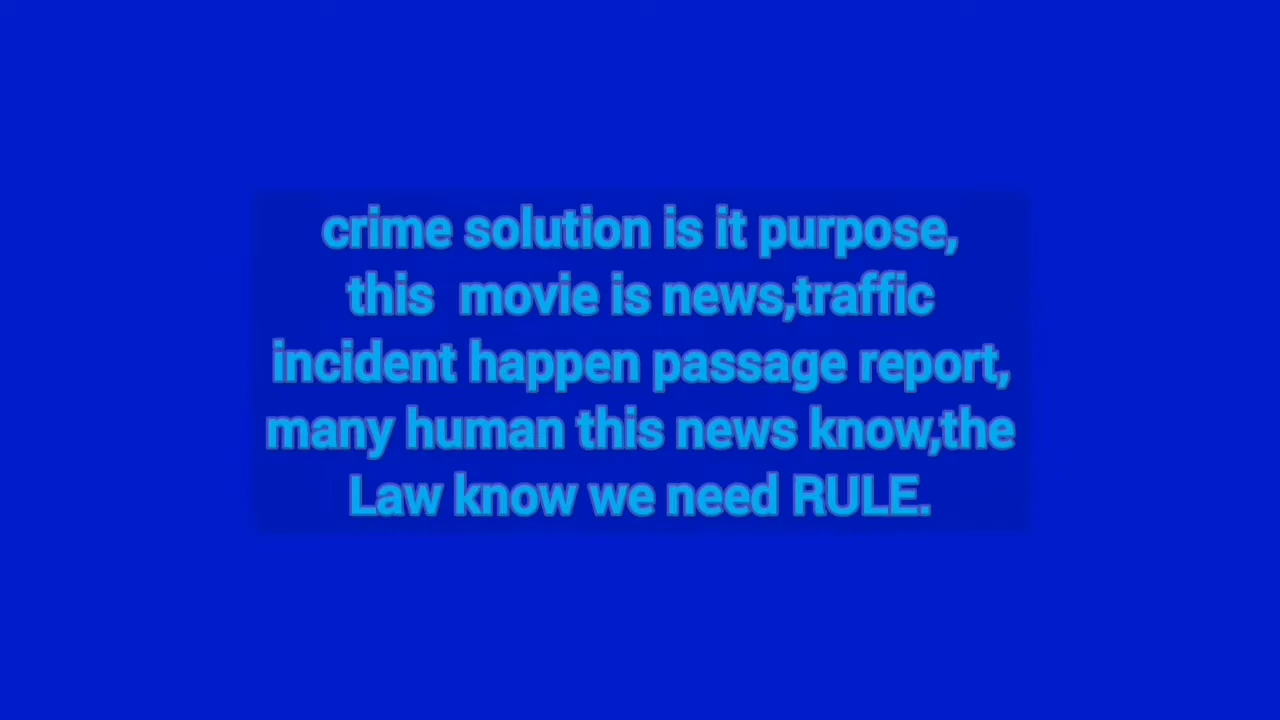 crime solution is it purpose,
this  movie is news,traffic
incident happen passage report,
many human this news know,the
Law know we need RULE.